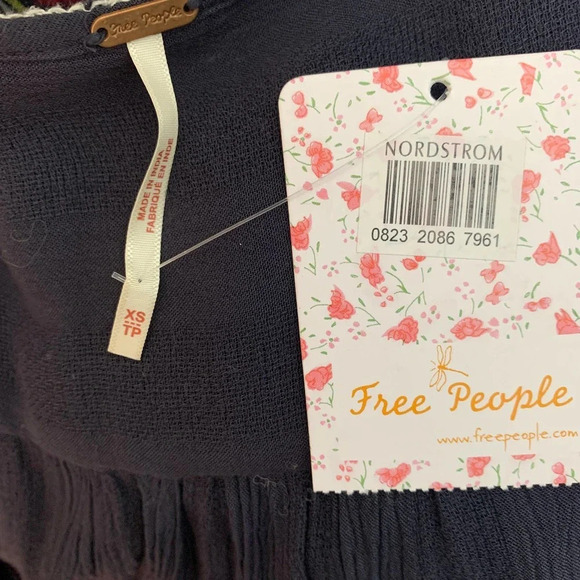 Free People
MADE IN INDIA
FABRIQUÉ EN INDE
XS
TP
NORDSTROM
0823 2086 7961
Free People
www.freepeople.com